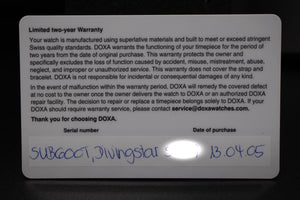 Limited two-year Warranty
Your watch is manufactured using superlative materials and built to meet or exceed stringent
Swiss quality standards. DOXA warrants the functioning of your timepiece for the period of
two years from the date of the original purchase. This warranty protects the owner and
specifically excludes the loss of function caused by accident, misuse, mistreatment, abuse,
neglect, and improper or unauthorized service. This warranty does not cover the strap and
bracelet. DOXA is not responsible for incidental or consequential damages of any kind.
In the event of malfunction within the warranty period, DOXA will remedy the covered defect
at no cost to the owner once the owner delivers the watch to DOXA or an authorized DOXA
repair facility. The decision to repair or replace a timepiece belongs solely to DOXA. If your
DOXA should require warranty service, please contact service@doxawatches.com.
Thank you for choosing DOXA.
Serial number Date of purchase
SUB600T, Divingstar 13.04.05